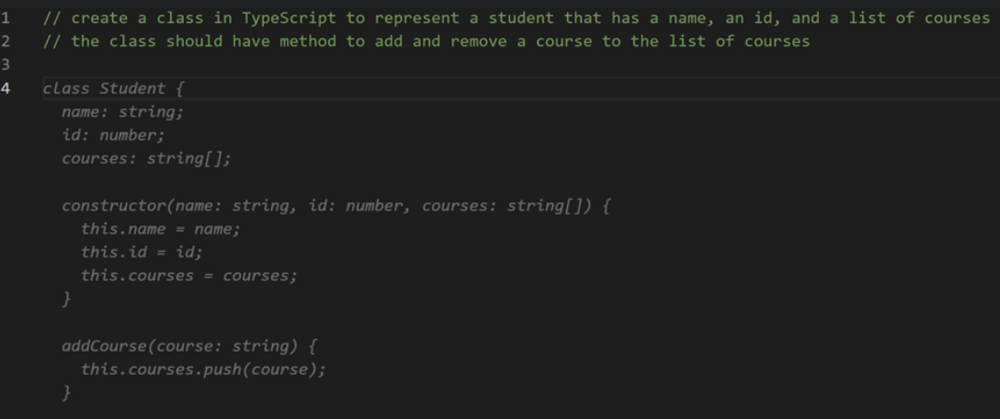 1 // create a class in TypeScript to represent a student that has a name, an id, and a list of courses
2 // the class should have method to add and remove a course to the list of courses
3
4 class Student {
name: string;
id: number;
courses: string[];
constructor(name: string, id: number, courses: string[]) {
this.name = name;
this.id = id;
this.courses = courses;
}
addCourse(course: string) {
this.courses.push(course);
}